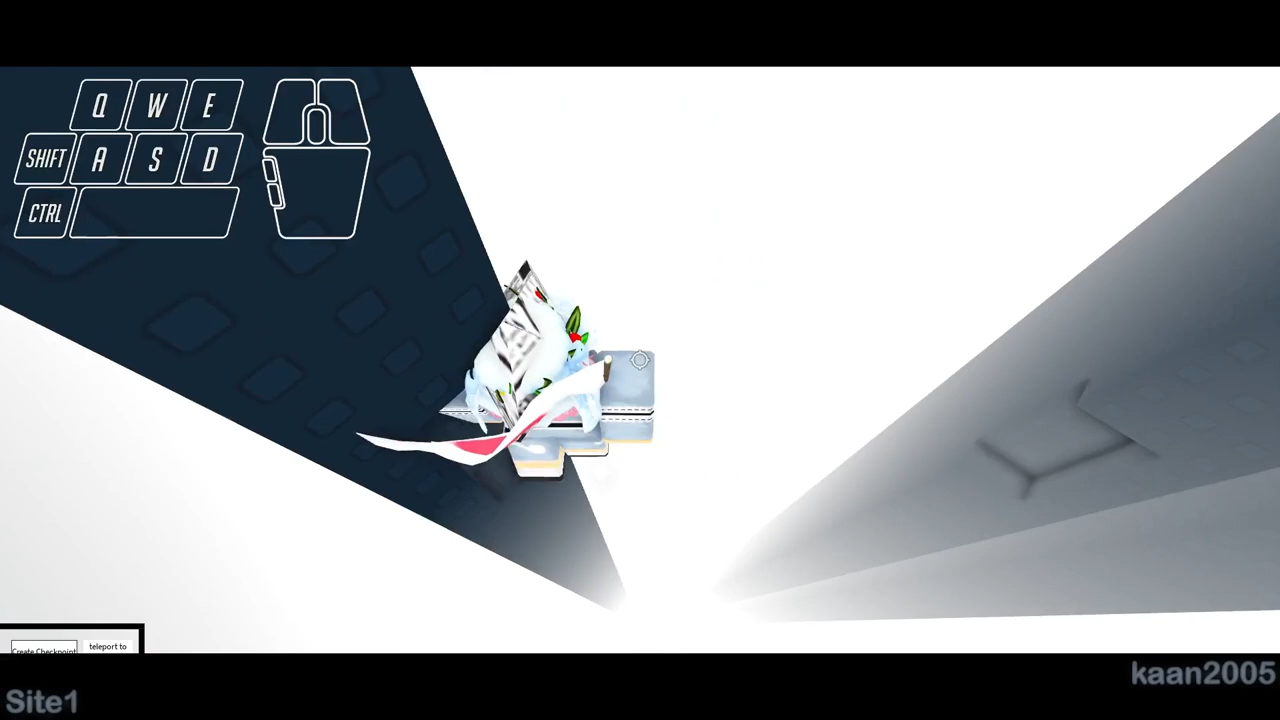 Q W E
SHIFT A S D
CTRL
Create Checkpoint
teleport to
Site1
kaan2005